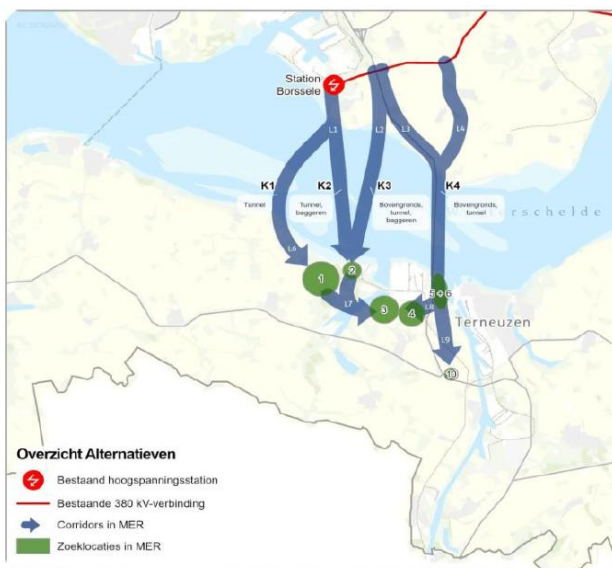 Station
Borssele
L1
L2
L3
L4
K1
K2
K3
K4
Tunnel
Tunnel,
baggeren
Bovengronds,
tunnel,
baggeren
Bovengronds,
tunnel
Westerschelde
L6
1
2
L7
3
4
5+6
L8
Terneuzen
L9
10
Overzicht Alternatieven
Bestaand hoogspanningsstation
Bestaande 380 kV-verbinding
Corridors in MER
Zoeklocaties in MER